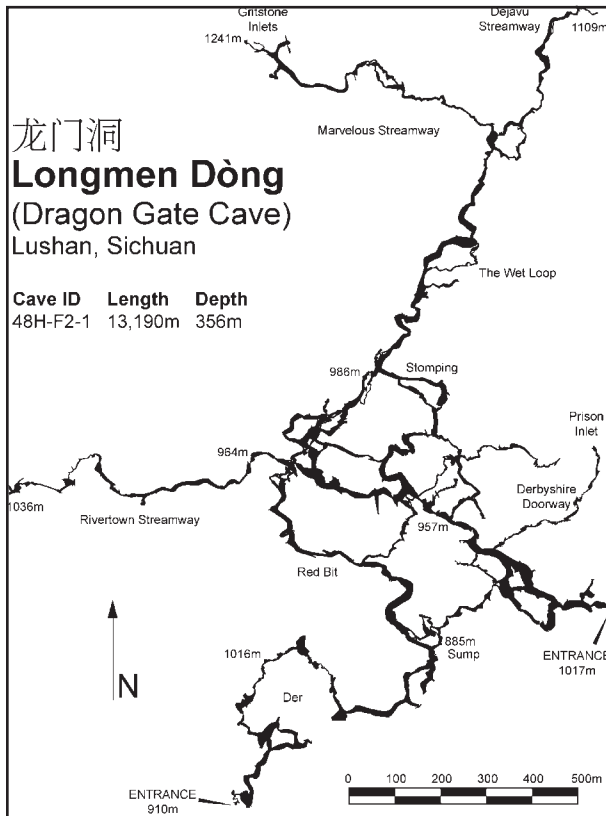 Gritstone
Inlets
1241m
Dejavu
Streamway
1109m
Marvelous Streamway
龙门洞
Longmen Dòng
(Dragon Gate Cave)
Lushan, Sichuan
Cave ID Length Depth
48H-F2-1 13,190m 356m
The Wet Loop
986m
Stomping
Prison
Inlet
964m
1036m
Rivertown Streamway
Derbyshire
Doorway
957m
Red Bit
885m
Sump
ENTRANCE
1017m
1016m
N
Der
ENTRANCE
910m
0 100 200 300 400 500m